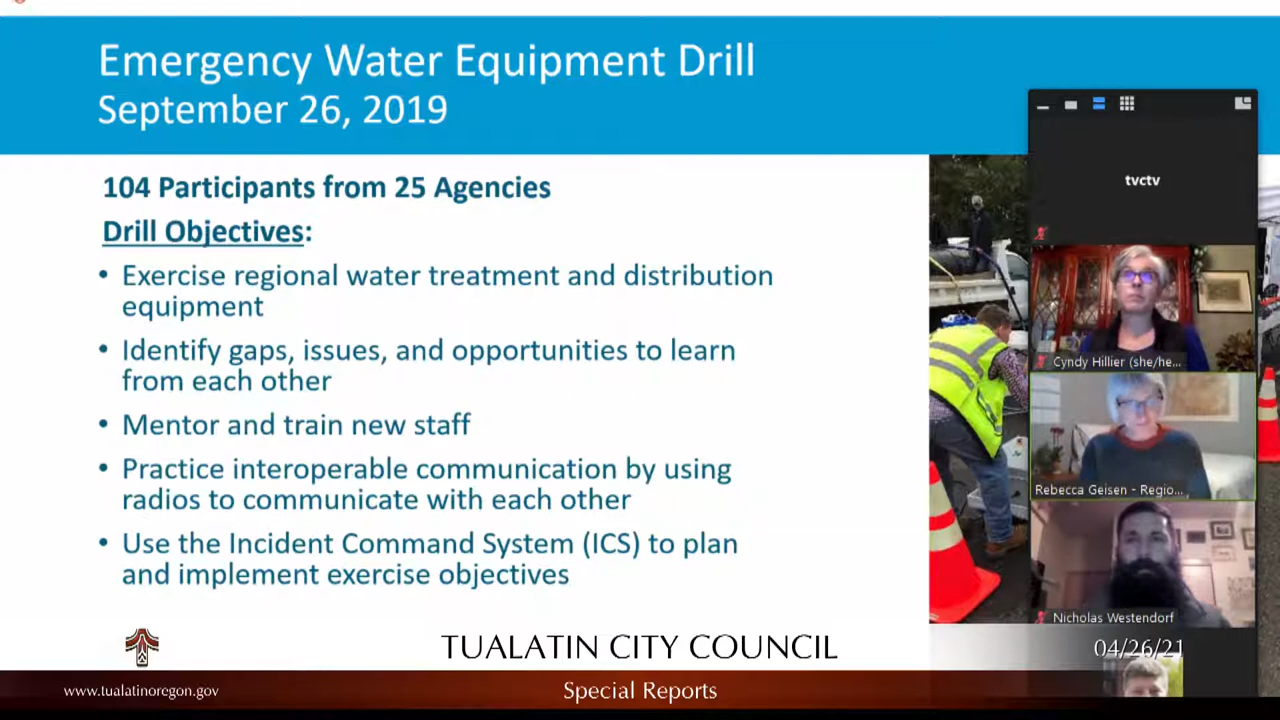 Emergency Water Equipment Drill
September 26, 2019
104 Participants from 25 Agencies
Drill Objectives:
• Exercise regional water treatment and distribution
equipment
• Identify gaps, issues, and opportunities to learn
from each other
• Mentor and train new staff
• Practice interoperable communication by using
radios to communicate with each other
• Use the Incident Command System (ICS) to plan
and implement exercise objectives
tvctv
Cyndy Hillier (she/he...
Rebecca Geisen - Regio...
Nicholas Westendorf
TUALATIN CITY COUNCIL
04/26/21
www.tualatinoregon.gov
Special Reports